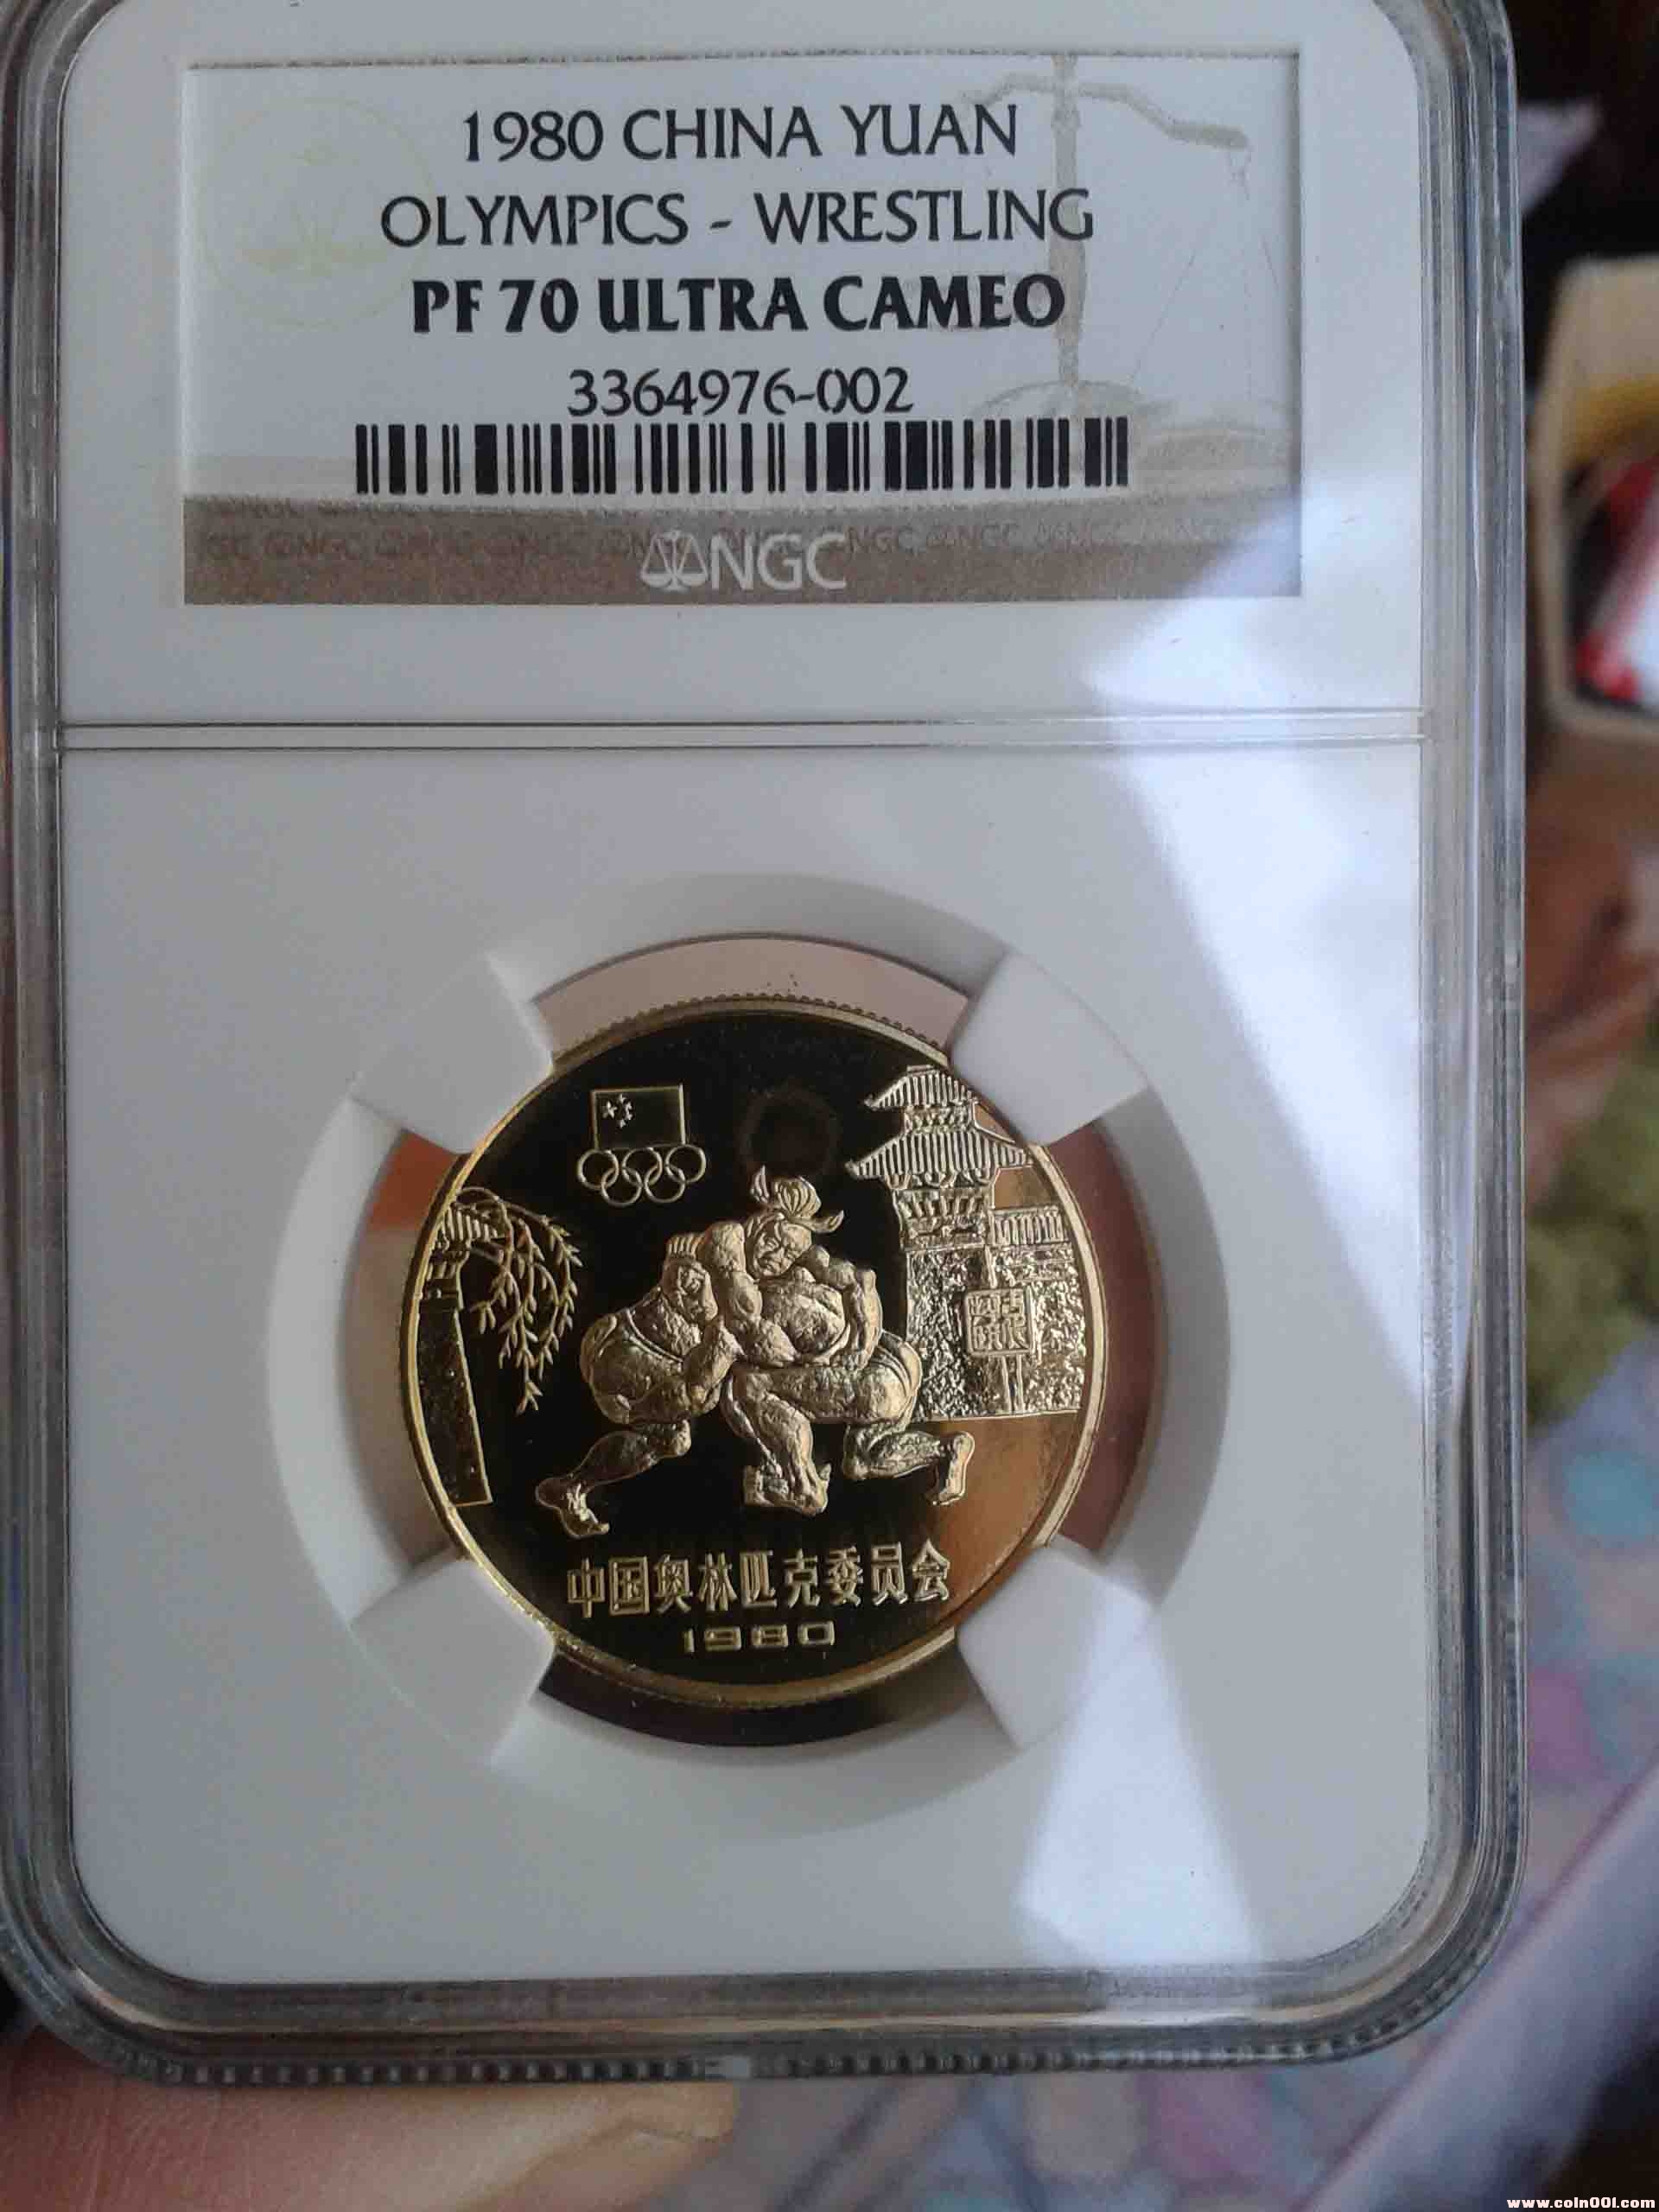 1980 CHINA YUAN
OLYMPICS - WRESTLING
PF 70 ULTRA CAMEO
3364976-002
NGC
中国奥林匹克委员会
1980
www.coin001.com